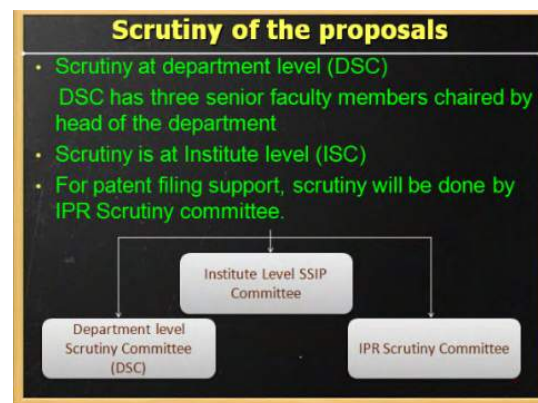 Scrutiny of the proposals
• Scrutiny at department level (DSC)
DSC has three senior faculty members chaired by
head of the department
• Scrutiny is at Institute level (ISC)
• For patent filing support, scrutiny will be done by
IPR Scrutiny committee.
Institute Level SSIP
Committee
Department level
Scrutiny Committee
(DSC)
IPR Scrutiny Committee